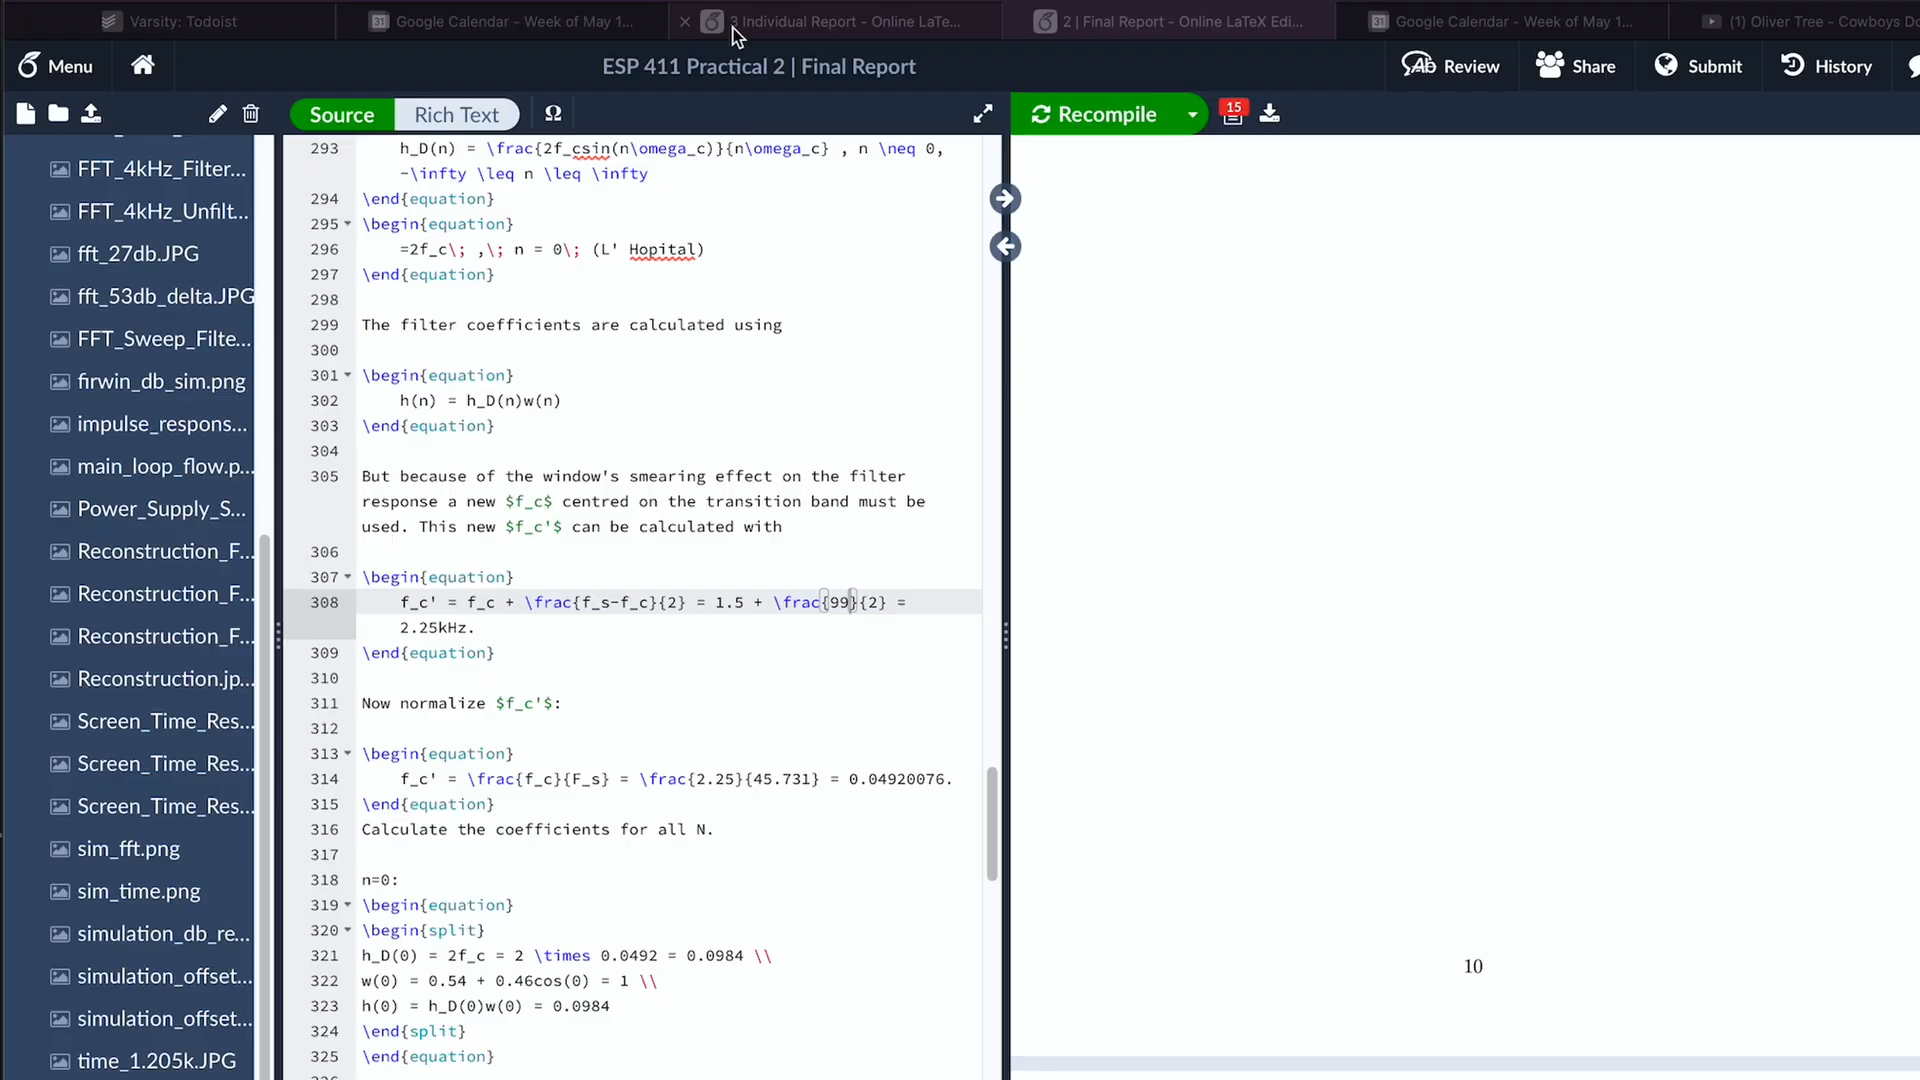 Varsity: Todoist
31 Google Calendar - Week of May 1...
3 Individual Report - Online LaTe...
2 | Final Report - Online LaTeX Edi...
31 Google Calendar - Week of May 1...
(1) Oliver Tree - Cowboys Do
Menu
ESP 411 Practical 2 | Final Report
Review
Share
Submit
History
Source
Rich Text
Ω
Recompile
15
FFT_4kHz_Filter...
FFT_4kHz_Unfilt...
fft_27db.JPG
fft_53db_delta.JPG
FFT_Sweep_Filte...
firwin_db_sim.png
impulse_respons...
main_loop_flow.p...
Power_Supply_S...
Reconstruction_F...
Reconstruction_F...
Reconstruction_F...
Reconstruction.jp...
Screen_Time_Res...
Screen_Time_Res...
Screen_Time_Res...
sim_fft.png
sim_time.png
simulation_db_re...
simulation_offset...
simulation_offset...
time_1.205k.JPG
293 h_D(n) = \frac{2f_csin(n\omega_c)}{n\omega_c} , n \neq 0,
-\infty \leq n \leq \infty
294 \end{equation}
295 \begin{equation}
296 =2f_c\; ,\; n = 0\; (L' Hopital)
297 \end{equation}
298
299 The filter coefficients are calculated using
300
301 \begin{equation}
302 h(n) = h_D(n)w(n)
303 \end{equation}
304
305 But because of the window's smearing effect on the filter
response a new $f_c$ centred on the transition band must be
used. This new $f_c'$ can be calculated with
306
307 \begin{equation}
308 f_c' = f_c + \frac{f_s-f_c}{2} = 1.5 + \frac{99}{2} =
2.25kHz.
309 \end{equation}
310
311 Now normalize $f_c'$:
312
313 \begin{equation}
314 f_c' = \frac{f_c}{F_s} = \frac{2.25}{45.731} = 0.04920076.
315 \end{equation}
316 Calculate the coefficients for all N.
317
318 n=0:
319 \begin{equation}
320 \begin{split}
321 h_D(0) = 2f_c = 2 \times 0.0492 = 0.0984 \\
322 w(0) = 0.54 + 0.46cos(0) = 1 \\
323 h(0) = h_D(0)w(0) = 0.0984
324 \end{split}
325 \end{equation}
10